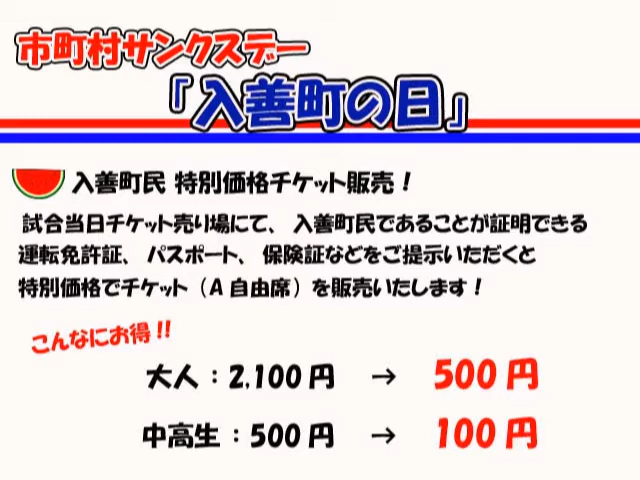 市町村サンクスデー
『入善町の日』
入善町民 特別価格チケット販売!
試合当日チケット売り場にて、入善町民であることが証明できる
運転免許証、パスポート、保険証などをご提示いただくと
特別価格でチケット(A自由席)を販売いたします!
こんなにお得!!
大人:2,100円 → 500円
中高生:500円 → 100円